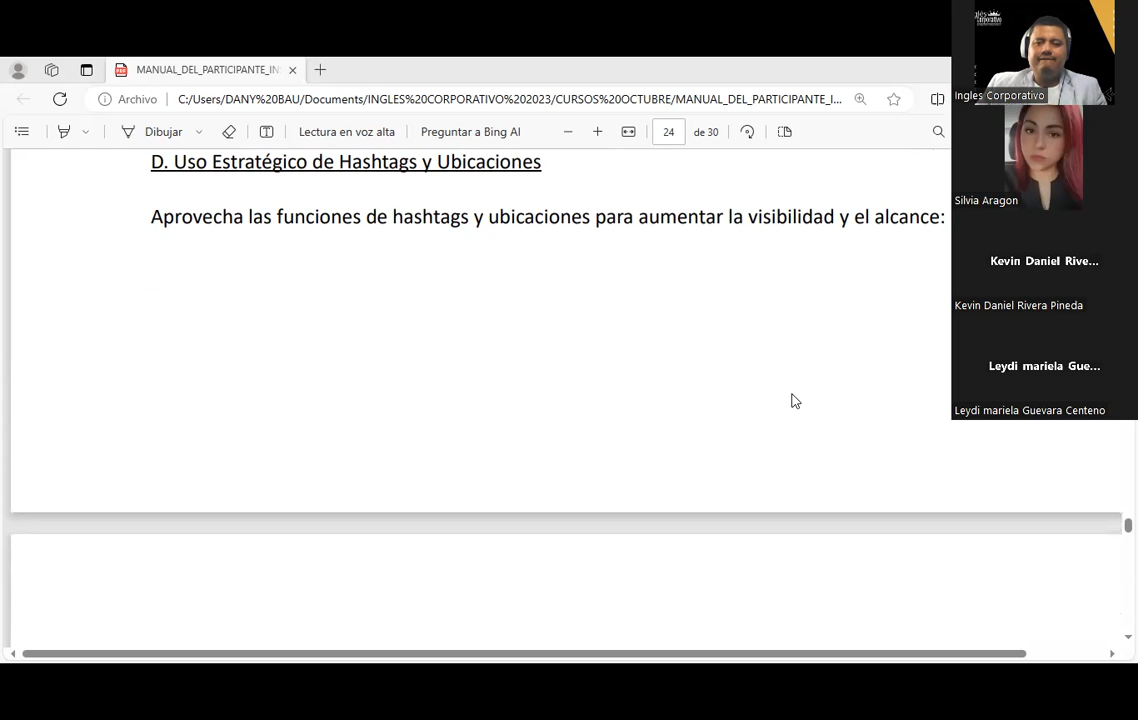 MANUAL_DEL_PARTICIPANTE_IN
Archivo
C:/Users/DANY%20BAU/Documents/INGLES%20CORPORATIVO%202023/CURSOS%20OCTUBRE/MANUAL_DEL_PARTICIPANTE_I...
Dibujar
Lectura en voz alta
Preguntar a Bing AI
24
de 30
D. Uso Estratégico de Hashtags y Ubicaciones
Aprovecha las funciones de hashtags y ubicaciones para aumentar la visibilidad y el alcance:
Ingles Corporativo
Silvia Aragon
Kevin Daniel Rive...
Kevin Daniel Rivera Pineda
Leydi mariela Gue...
Leydi mariela Guevara Centeno